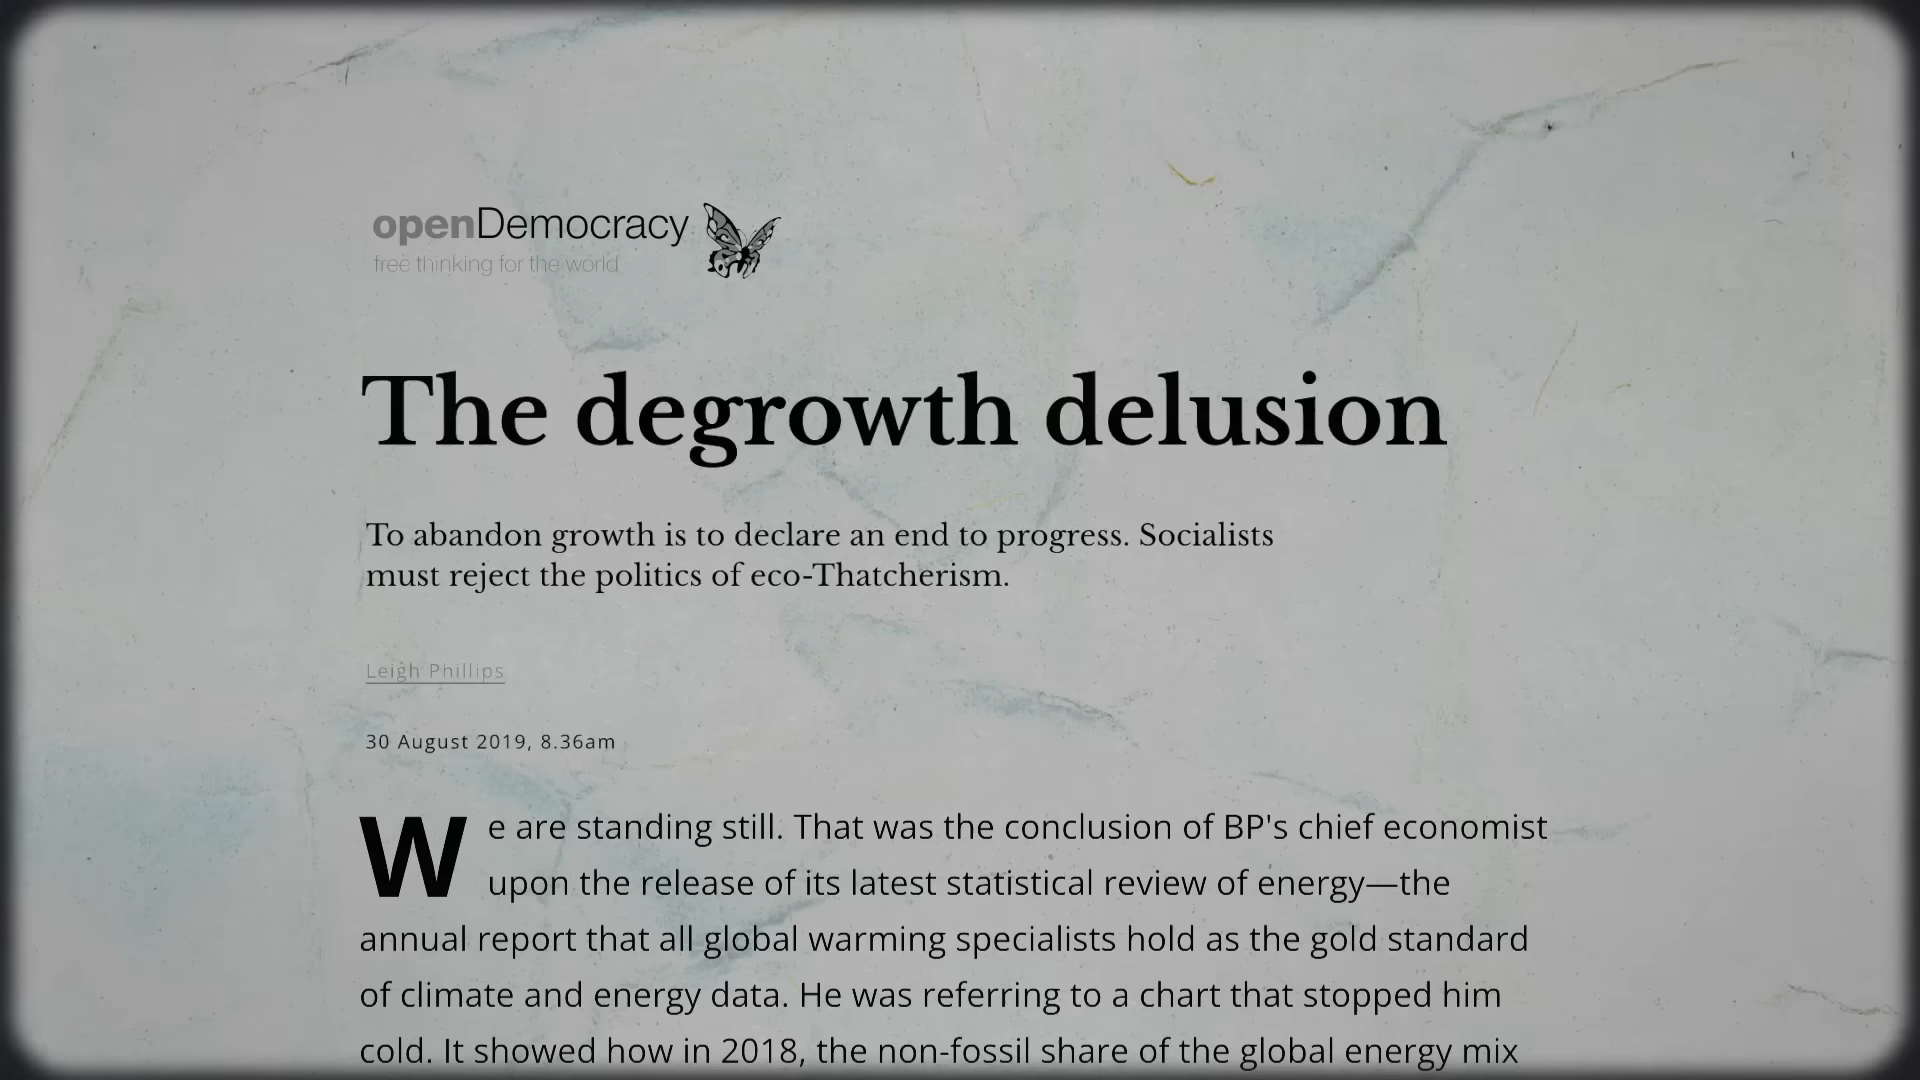 openDemocracy
free thinking for the world
The degrowth delusion
To abandon growth is to declare an end to progress. Socialists
must reject the politics of eco-Thatcherism.
Leigh Phillips
30 August 2019, 8.36am
We are standing still. That was the conclusion of BP's chief economist
upon the release of its latest statistical review of energy—the
annual report that all global warming specialists hold as the gold standard
of climate and energy data. He was referring to a chart that stopped him
cold. It showed how in 2018, the non-fossil share of the global energy mix